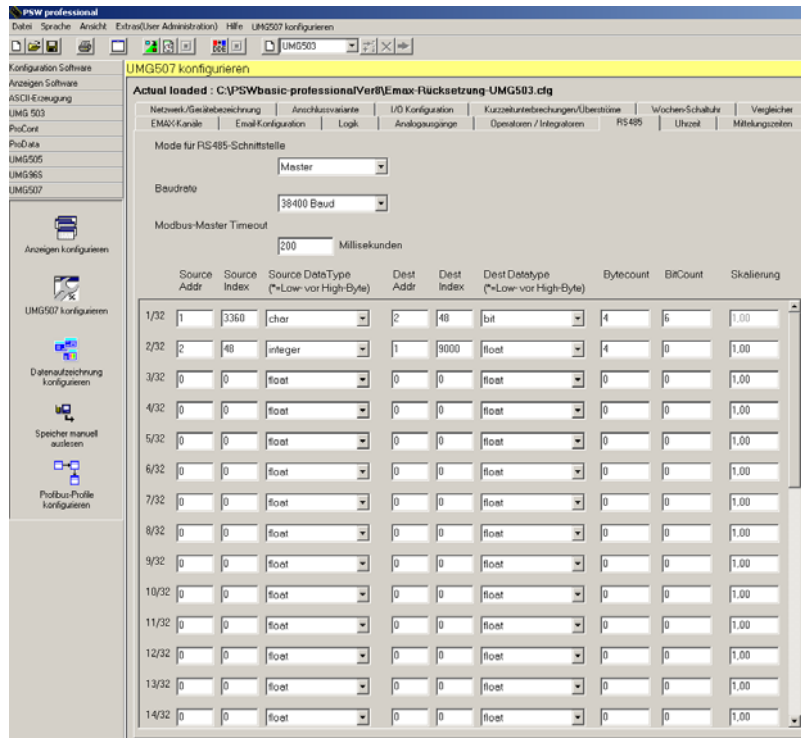 PSW professional
Datei Sprache Ansicht Extras(User Administration) Hilfe UMG507 konfigurieren
UMG503
Konfiguration Software
Anzeigen Software
ASCII-Erzeugung
UMG 503
ProCont
ProData
UMG505
UMG96S
UMG507
Anzeigen konfigurieren
UMG507 konfigurieren
Datenaufzeichnung
konfigurieren
Speicher manuell
auslesen
Profibus-Profile
konfigurieren
UMG507 konfigurieren
Actual loaded : C:\PSWbasic-professionalVer8\Emax-Rücksetzung-UMG503.cfg
Netzwerk/Gerätebezeichnung Anschlussvariante I/O Konfiguration Kurzzeitunterbrechungen/Überströme Wochen-Schaltuhr Vergleicher
EMAX-Kanäle Email-Konfiguration Logik Analogausgänge Operatoren / Integratoren RS485 Uhrzeit Mittelungszeiten
Mode für RS485-Schnittstelle
Master
Baudrate
38400 Baud
Modbus-Master Timeout
200 Millisekunden
Source Source Source DataType Dest Dest Dest Datatype Bytecount BitCount Skalierung
Addr Index (*=Low- vor High-Byte) Addr Index (*=Low- vor High-Byte)
1/32 1 3360 char 2 48 bit 4 6 1,00
2/32 2 48 integer 1 9000 float 4 0 1,00
3/32 0 0 float 0 0 float 0 0 1,00
4/32 0 0 float 0 0 float 0 0 1,00
5/32 0 0 float 0 0 float 0 0 1,00
6/32 0 0 float 0 0 float 0 0 1,00
7/32 0 0 float 0 0 float 0 0 1,00
8/32 0 0 float 0 0 float 0 0 1,00
9/32 0 0 float 0 0 float 0 0 1,00
10/32 0 0 float 0 0 float 0 0 1,00
11/32 0 0 float 0 0 float 0 0 1,00
12/32 0 0 float 0 0 float 0 0 1,00
13/32 0 0 float 0 0 float 0 0 1,00
14/32 0 0 float 0 0 float 0 0 1,00